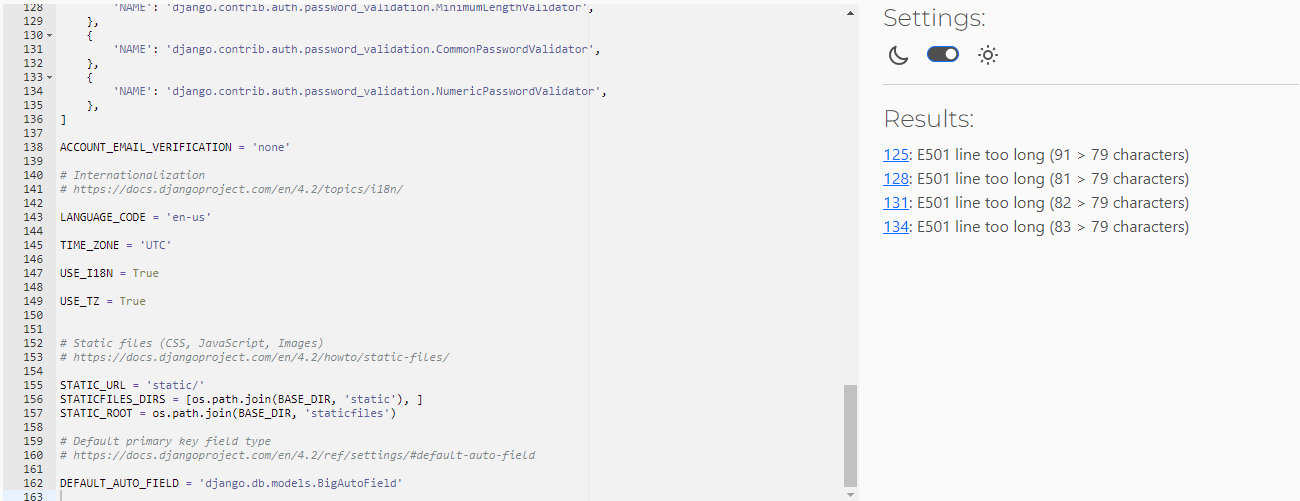 128         'NAME': 'django.contrib.auth.password_validation.MinimumLengthValidator',
129     },
130     {
131         'NAME': 'django.contrib.auth.password_validation.CommonPasswordValidator',
132     },
133     {
134         'NAME': 'django.contrib.auth.password_validation.NumericPasswordValidator',
135     },
136 ]
137
138 ACCOUNT_EMAIL_VERIFICATION = 'none'
139
140 # Internationalization
141 # https://docs.djangoproject.com/en/4.2/topics/i18n/
142
143 LANGUAGE_CODE = 'en-us'
144
145 TIME_ZONE = 'UTC'
146
147 USE_I18N = True
148
149 USE_TZ = True
150
151
152 # Static files (CSS, JavaScript, Images)
153 # https://docs.djangoproject.com/en/4.2/howto/static-files/
154
155 STATIC_URL = 'static/'
156 STATICFILES_DIRS = [os.path.join(BASE_DIR, 'static'), ]
157 STATIC_ROOT = os.path.join(BASE_DIR, 'staticfiles')
158
159 # Default primary key field type
160 # https://docs.djangoproject.com/en/4.2/ref/settings/#default-auto-field
161
162 DEFAULT_AUTO_FIELD = 'django.db.models.BigAutoField'
163
Settings:
Results:
125: E501 line too long (91 > 79 characters)
128: E501 line too long (81 > 79 characters)
131: E501 line too long (82 > 79 characters)
134: E501 line too long (83 > 79 characters)